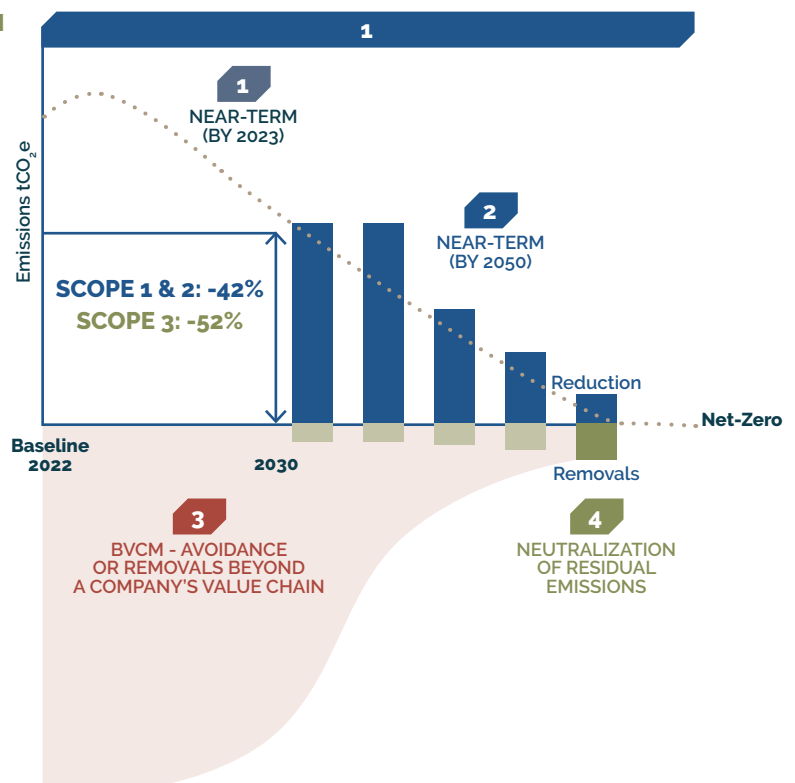 1
1
NEAR-TERM
(BY 2023)
Emissions tCO₂e
2
NEAR-TERM
(BY 2050)
SCOPE 1 & 2: -42%
SCOPE 3: -52%
Reduction
Net-Zero
Baseline
2022
2030
Removals
3
BVCM - AVOIDANCE
OR REMOVALS BEYOND
A COMPANY'S VALUE CHAIN
4
NEUTRALIZATION
OF RESIDUAL
EMISSIONS